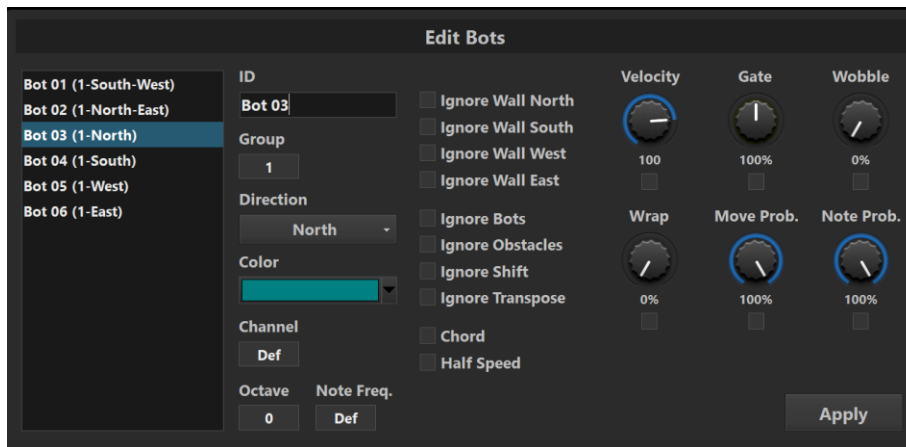 Edit Bots
Bot 01 (1-South-West)
Bot 02 (1-North-East)
Bot 03 (1-North)
Bot 04 (1-South)
Bot 05 (1-West)
Bot 06 (1-East)
ID
Bot 03
Group
1
Direction
North
Color
Channel
Def
Octave Note Freq.
0 Def
Ignore Wall North
Ignore Wall South
Ignore Wall West
Ignore Wall East
Ignore Bots
Ignore Obstacles
Ignore Shift
Ignore Transpose
Chord
Half Speed
Velocity Gate Wobble
100 100% 0%
Wrap Move Prob. Note Prob.
0% 100% 100%
Apply